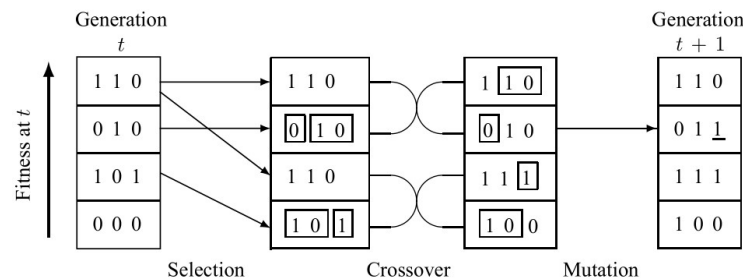 Generation
t
Generation
t + 1
Fitness at t
1 1 0
0 1 0
1 0 1
0 0 0
1 1 0
0 1 0
1 1 0
1 0 1
1 1 0
0 1 0
1 1 1
1 0 0
1 1 0
0 1 1
1 1 1
1 0 0
Selection
Crossover
Mutation